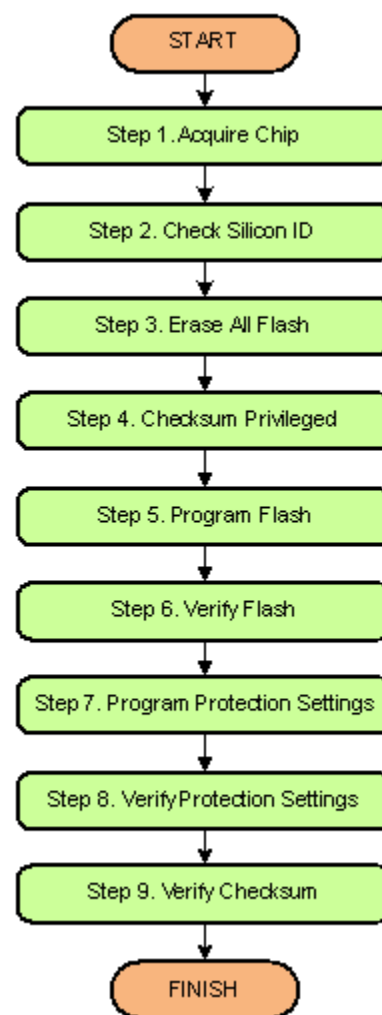 START
Step 1. Acquire Chip
Step 2. Check Silicon ID
Step 3. Erase All Flash
Step 4. Checksum Privileged
Step 5. Program Flash
Step 6. Verify Flash
Step 7. Program Protection Settings
Step 8. Verify Protection Settings
Step 9. Verify Checksum
FINISH